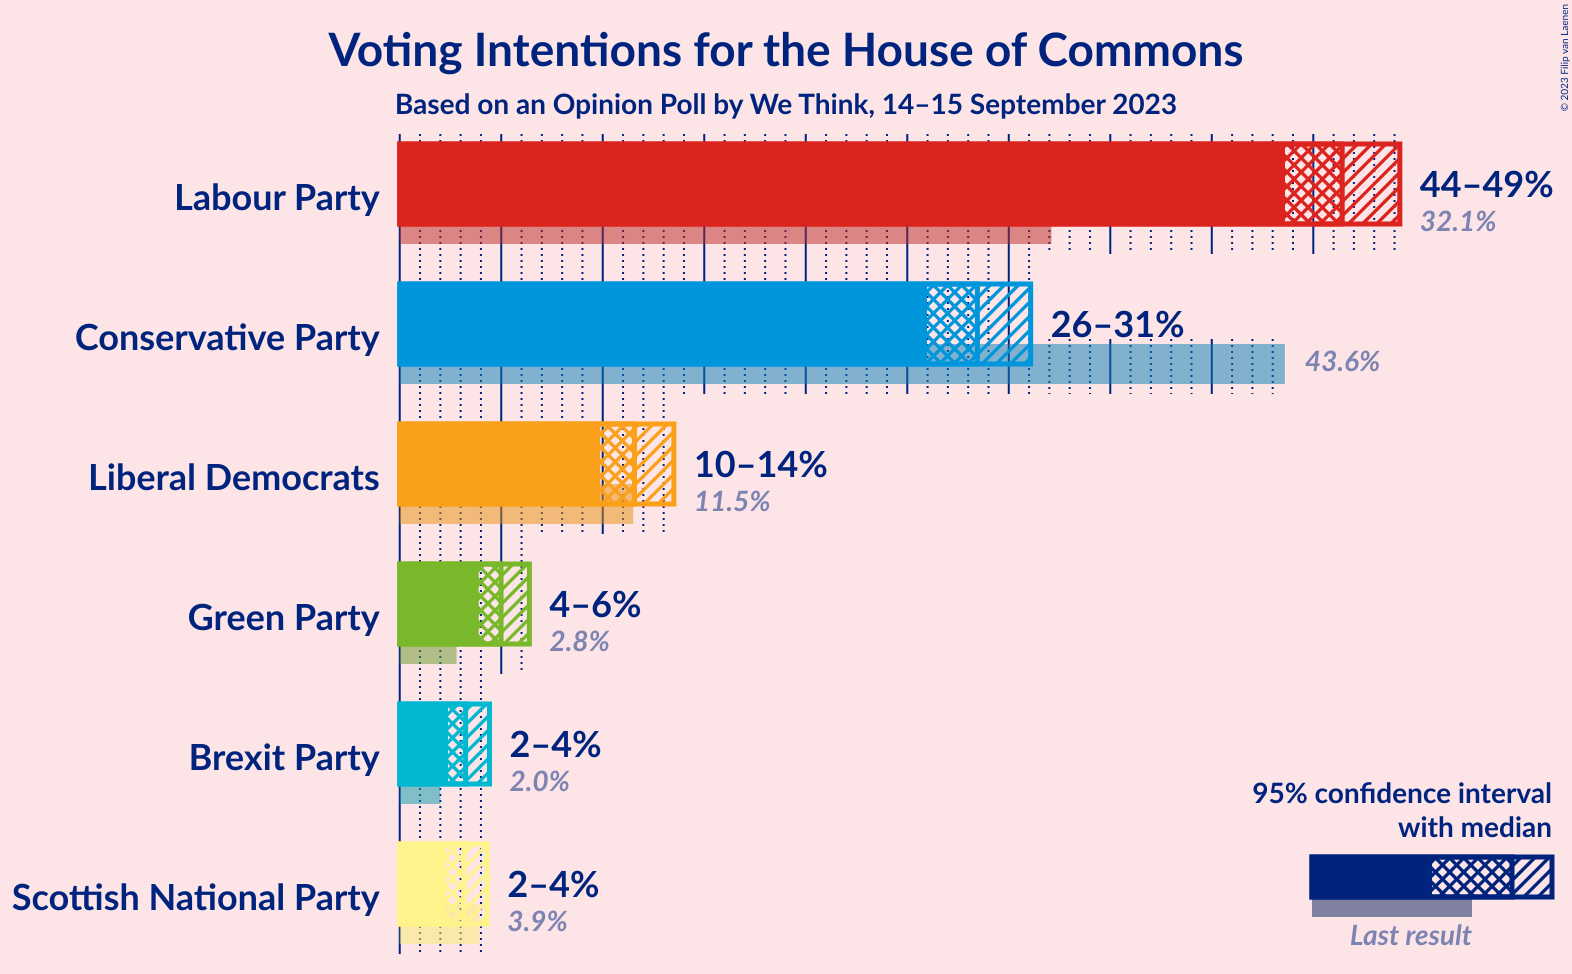 Voting Intentions for the House of Commons
Based on an Opinion Poll by We Think, 14–15 September 2023
© 2023 Filip van Laenen
Labour Party
44–49%
32.1%
Conservative Party
26–31%
43.6%
Liberal Democrats
10–14%
11.5%
Green Party
4–6%
2.8%
Brexit Party
2–4%
2.0%
Scottish National Party
2–4%
3.9%
95% confidence interval
with median
Last result